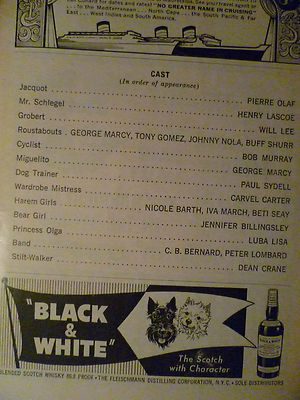 Cunard for dates and rates! "NO GREATER NAME IN CRUISING"
... to the Mediterranean ... North Cape ... the South Pacific & Far
East ... West Indies and South America.
CAST
(In order of appearance)
Jacquot PIERRE OLAF
Mr. Schlegel HENRY LASCOE
Grobert WILL LEE
Roustabouts . GEORGE MARCY, TONY GOMEZ, JOHNNY NOLA, BUFF SHURR
Cyclist BOB MURRAY
Miguelito GEORGE MARCY
Dog Trainer PAUL SYDELL
Wardrobe Mistress CARVEL CARTER
Harem Girls NICOLE BARTH, IVA MARCH, BETI SEAY
Bear Girl JENNIFER BILLINGSLEY
Princess Olga LUBA LISA
Band C. B. BERNARD, PETER LOMBARD
Stilt-Walker DEAN CRANE
"BLACK
&
WHITE"
The Scotch
with Character
BLENDED SCOTCH WHISKY 86.8 PROOF • THE FLEISCHMANN DISTILLING CORPORATION, N.Y.C. • SOLE DISTRIBUTORS